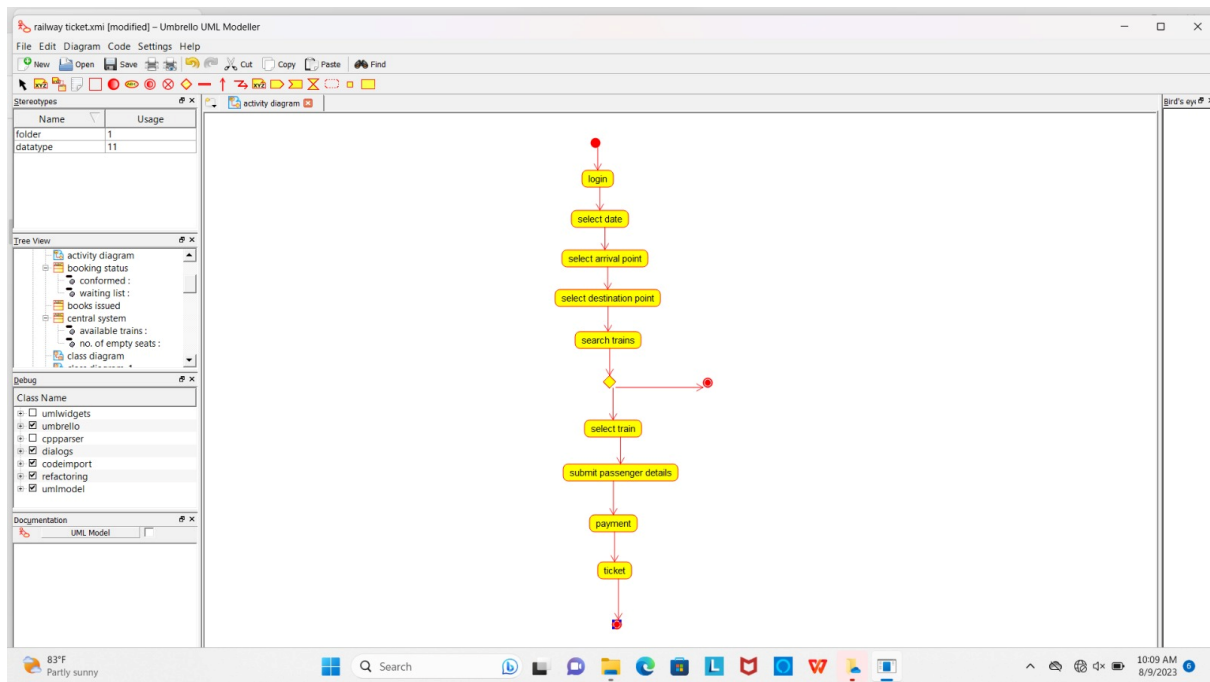 railway ticket.xmi [modified] – Umbrello UML Modeller
File Edit Diagram Code Settings Help
New Open Save Cut Copy Paste Find
Stereotypes
Name Usage
folder 1
datatype 11
Tree View
activity diagram
booking status
conformed :
waiting list :
books issued
central system
available trains :
no. of empty seats :
class diagram
Debug
Class Name
umlwidgets
umbrello
cppparser
dialogs
codeimport
refactoring
umlmodel
Documentation
UML Model
activity diagram
login
select date
select arrival point
select destination point
search trains
select train
submit passenger details
payment
ticket
Bird's eye
83°F
Partly sunny
Search
10:09 AM
8/9/2023
6